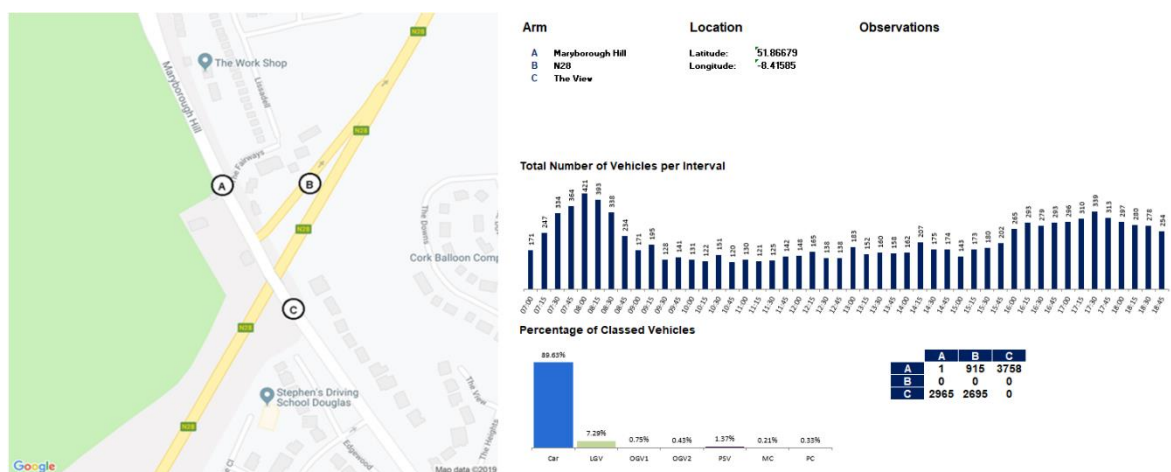 N28
The Work Shop
Lissadell
Maryborough Hill
N28
The Fairways
A
B
N28
The Downs
Cork Balloon Comp
C
N28
Stephen's Driving
School Douglas
The View
The Heights
Edgewood
Google
Map data ©2019
Arm Location Observations
A Maryborough Hill Latitude: 51.86679
B N28 Longitude: -8.41585
C The View
Total Number of Vehicles per Interval
171 247 334 364 421 393 338 234 171 195 128 141 131 122 151 120 130 121 125 142 148 165 138 138 183 152 160 158 162 207 175 174 143 173 180 202 265 293 279 293 296 310 339 313 297 280 278 254
07:00 07:15 07:30 07:45 08:00 08:15 08:30 08:45 09:00 09:15 09:30 09:45 10:00 10:15 10:30 10:45 11:00 11:15 11:30 11:45 12:00 12:15 12:30 12:45 13:00 13:15 13:30 13:45 14:00 14:15 14:30 14:45 15:00 15:15 15:30 15:45 16:00 16:15 16:30 16:45 17:00 17:15 17:30 17:45 18:00 18:15 18:30 18:45
Percentage of Classed Vehicles
89.63% 7.29% 0.75% 0.43% 1.37% 0.21% 0.33%
Car LGV OGV1 OGV2 PSV MC PC
A B C
A 1 915 3758
B 0 0 0
C 2965 2695 0